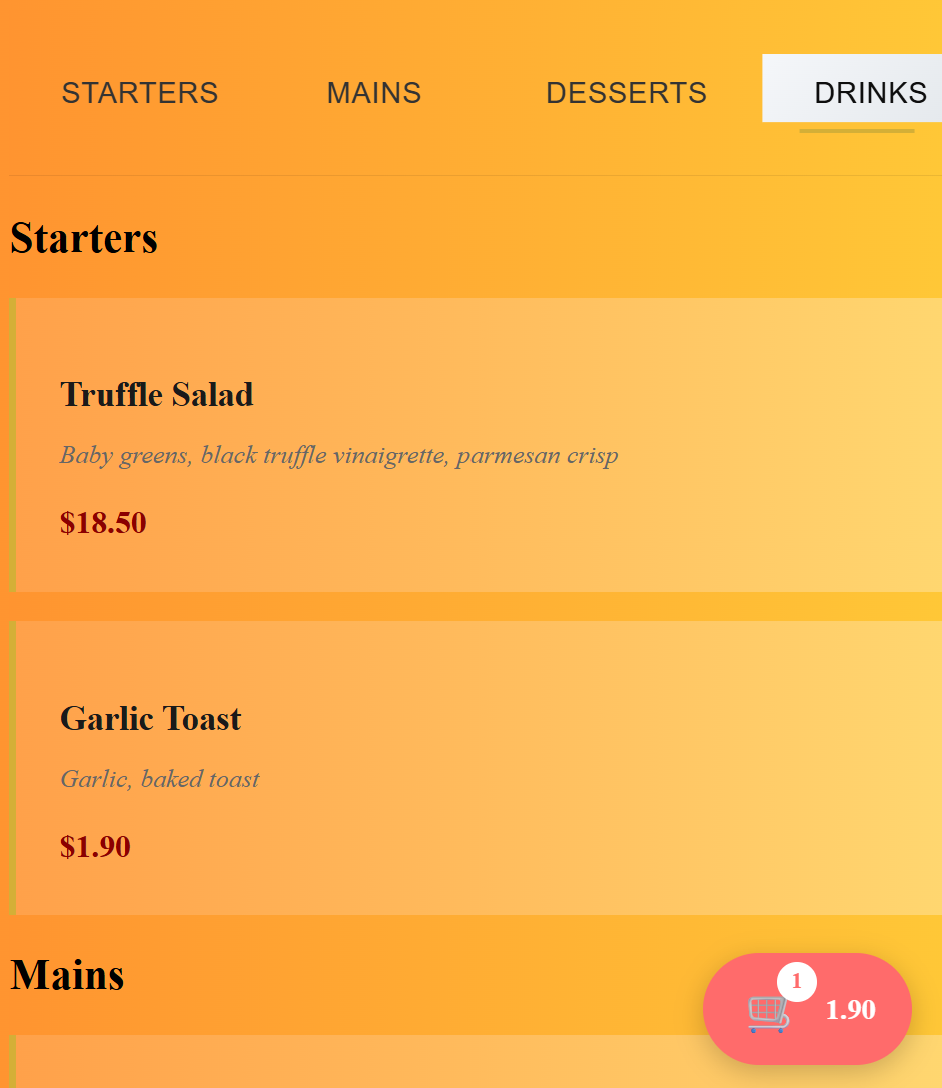 STARTERS MAINS DESSERTS DRINKS
Starters
Truffle Salad
Baby greens, black truffle vinaigrette, parmesan crisp
$18.50
Garlic Toast
Garlic, baked toast
$1.90
Mains
1
1.90